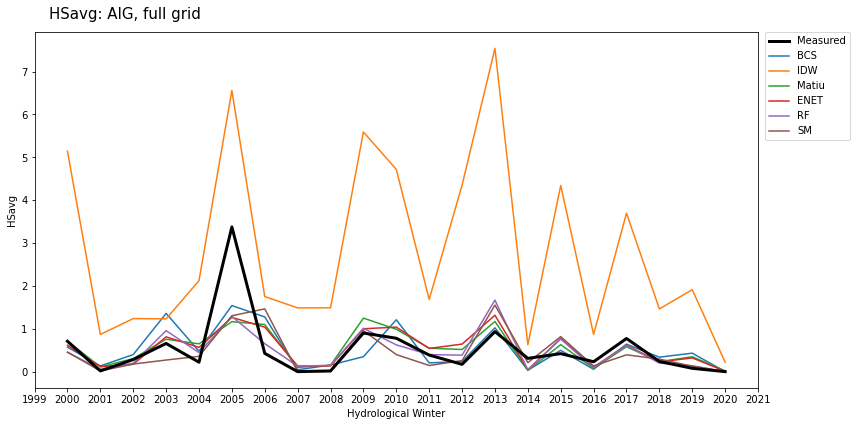 HSavg: AIG, full grid
Measured
BCS
IDW
Matiu
ENET
RF
SM
7
6
5
4
3
2
1
0
HSavg
1999 2000 2001 2002 2003 2004 2005 2006 2007 2008 2009 2010 2011 2012 2013 2014 2015 2016 2017 2018 2019 2020 2021
Hydrological Winter